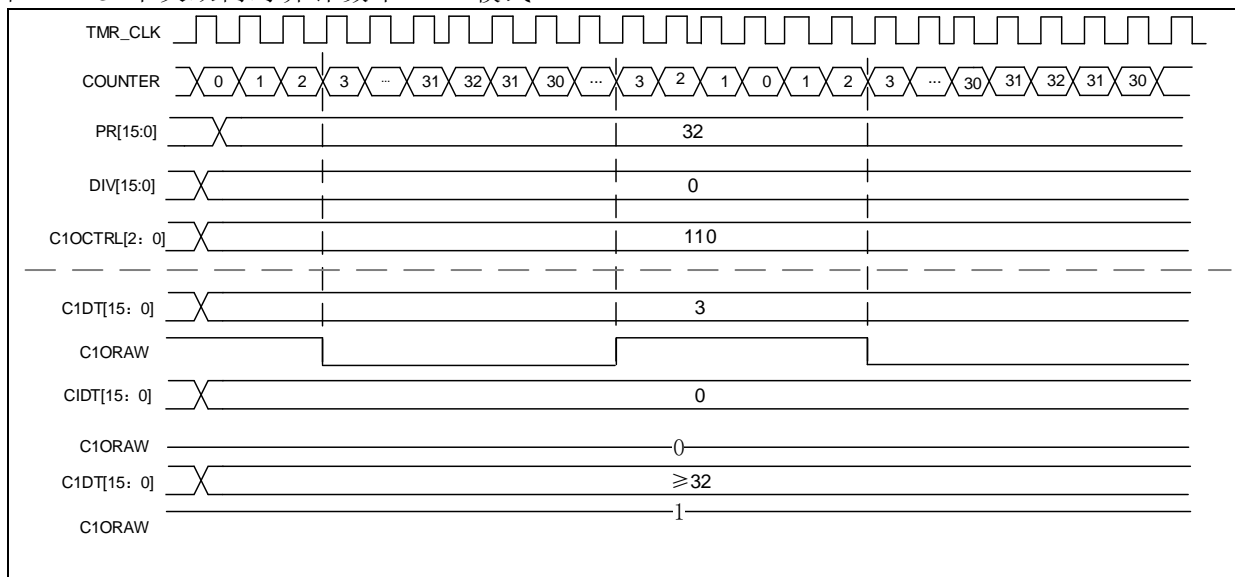 TMR_CLK
COUNTER 0 1 2 3 ... 31 32 31 30 ... 3 2 1 0 1 2 3 ... 30 31 32 31 30
PR[15:0] 32
DIV[15:0] 0
C1OCTRL[2：0] 110
C1DT[15：0] 3
C1ORAW
CIDT[15：0] 0
C1ORAW 0
C1DT[15：0] ≥32
C1ORAW 1